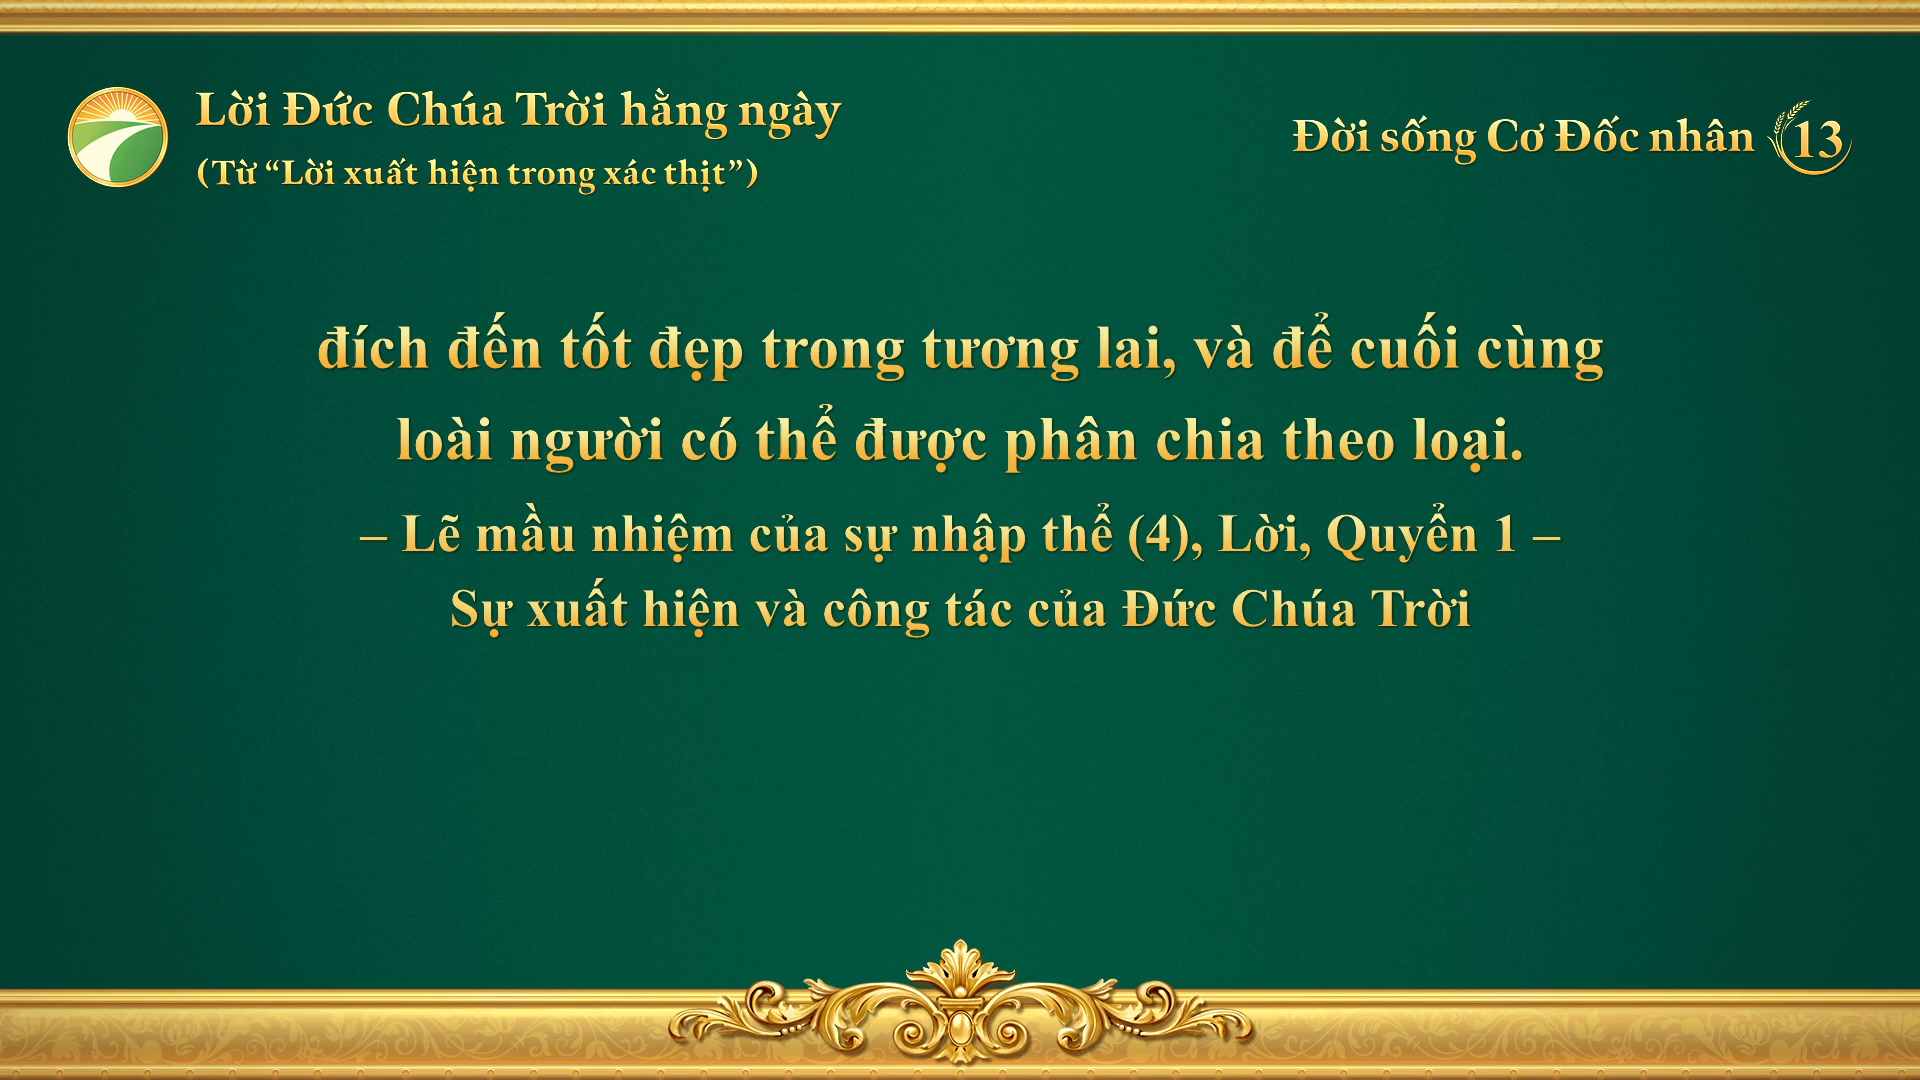 Lời Đức Chúa Trời hằng ngày
(Từ “Lời xuất hiện trong xác thịt”)
Đời sống Cơ Đốc nhân 13
đích đến tốt đẹp trong tương lai, và để cuối cùng
loài người có thể được phân chia theo loại.
– Lẽ mầu nhiệm của sự nhập thể (4), Lời, Quyển 1 –
Sự xuất hiện và công tác của Đức Chúa Trời